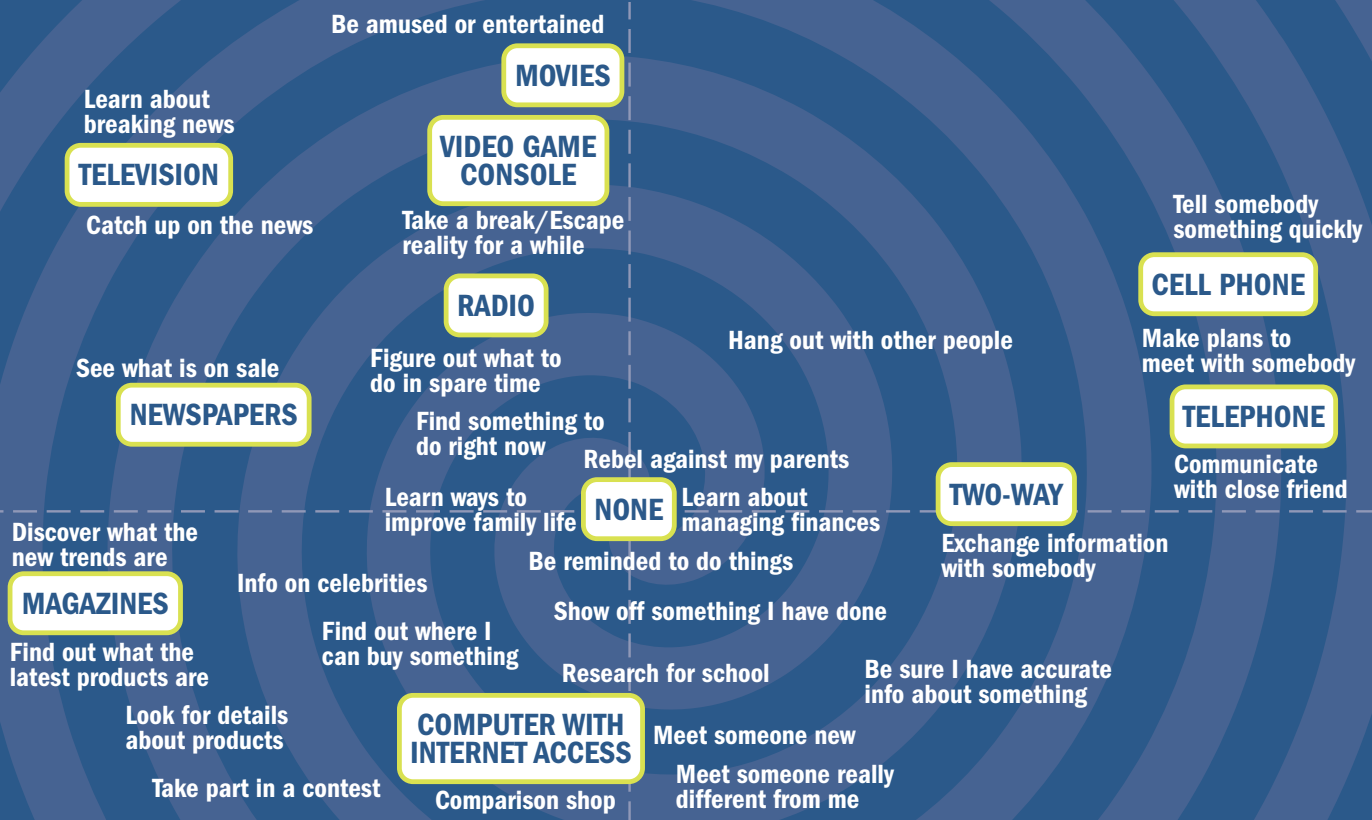 Be amused or entertained
MOVIES
Learn about
breaking news
TELEVISION
Catch up on the news
VIDEO GAME
CONSOLE
Take a break/Escape
reality for a while
RADIO
Figure out what to
do in spare time
Find something to
do right now
See what is on sale
NEWSPAPERS
Tell somebody
something quickly
CELL PHONE
Make plans to
meet with somebody
TELEPHONE
Communicate
with close friend
Hang out with other people
Rebel against my parents
Learn ways to
improve family life
NONE
Learn about
managing finances
Be reminded to do things
TWO-WAY
Exchange information
with somebody
Discover what the
new trends are
MAGAZINES
Find out what the
latest products are
Info on celebrities
Find out where I
can buy something
Show off something I have done
Research for school
Be sure I have accurate
info about something
Look for details
about products
Take part in a contest
COMPUTER WITH
INTERNET ACCESS
Comparison shop
Meet someone new
Meet someone really
different from me